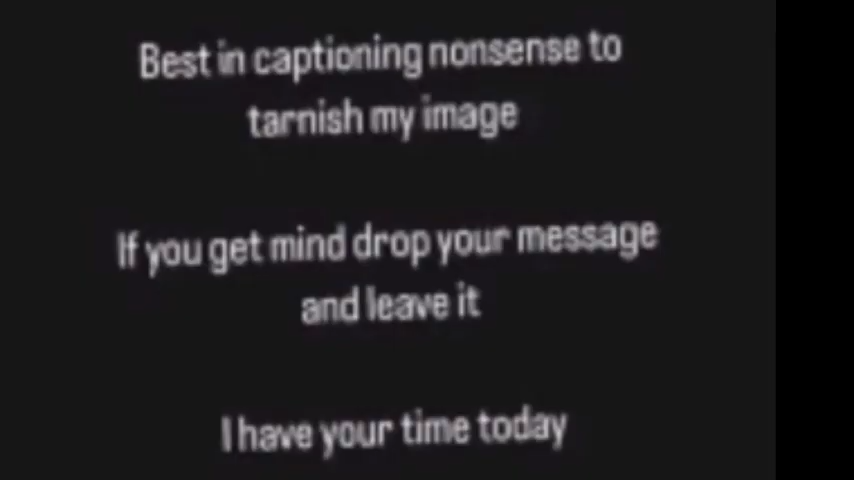 Best in captioning nonsense to
tarnish my image
If you get mind drop your message
and leave it
I have your time today